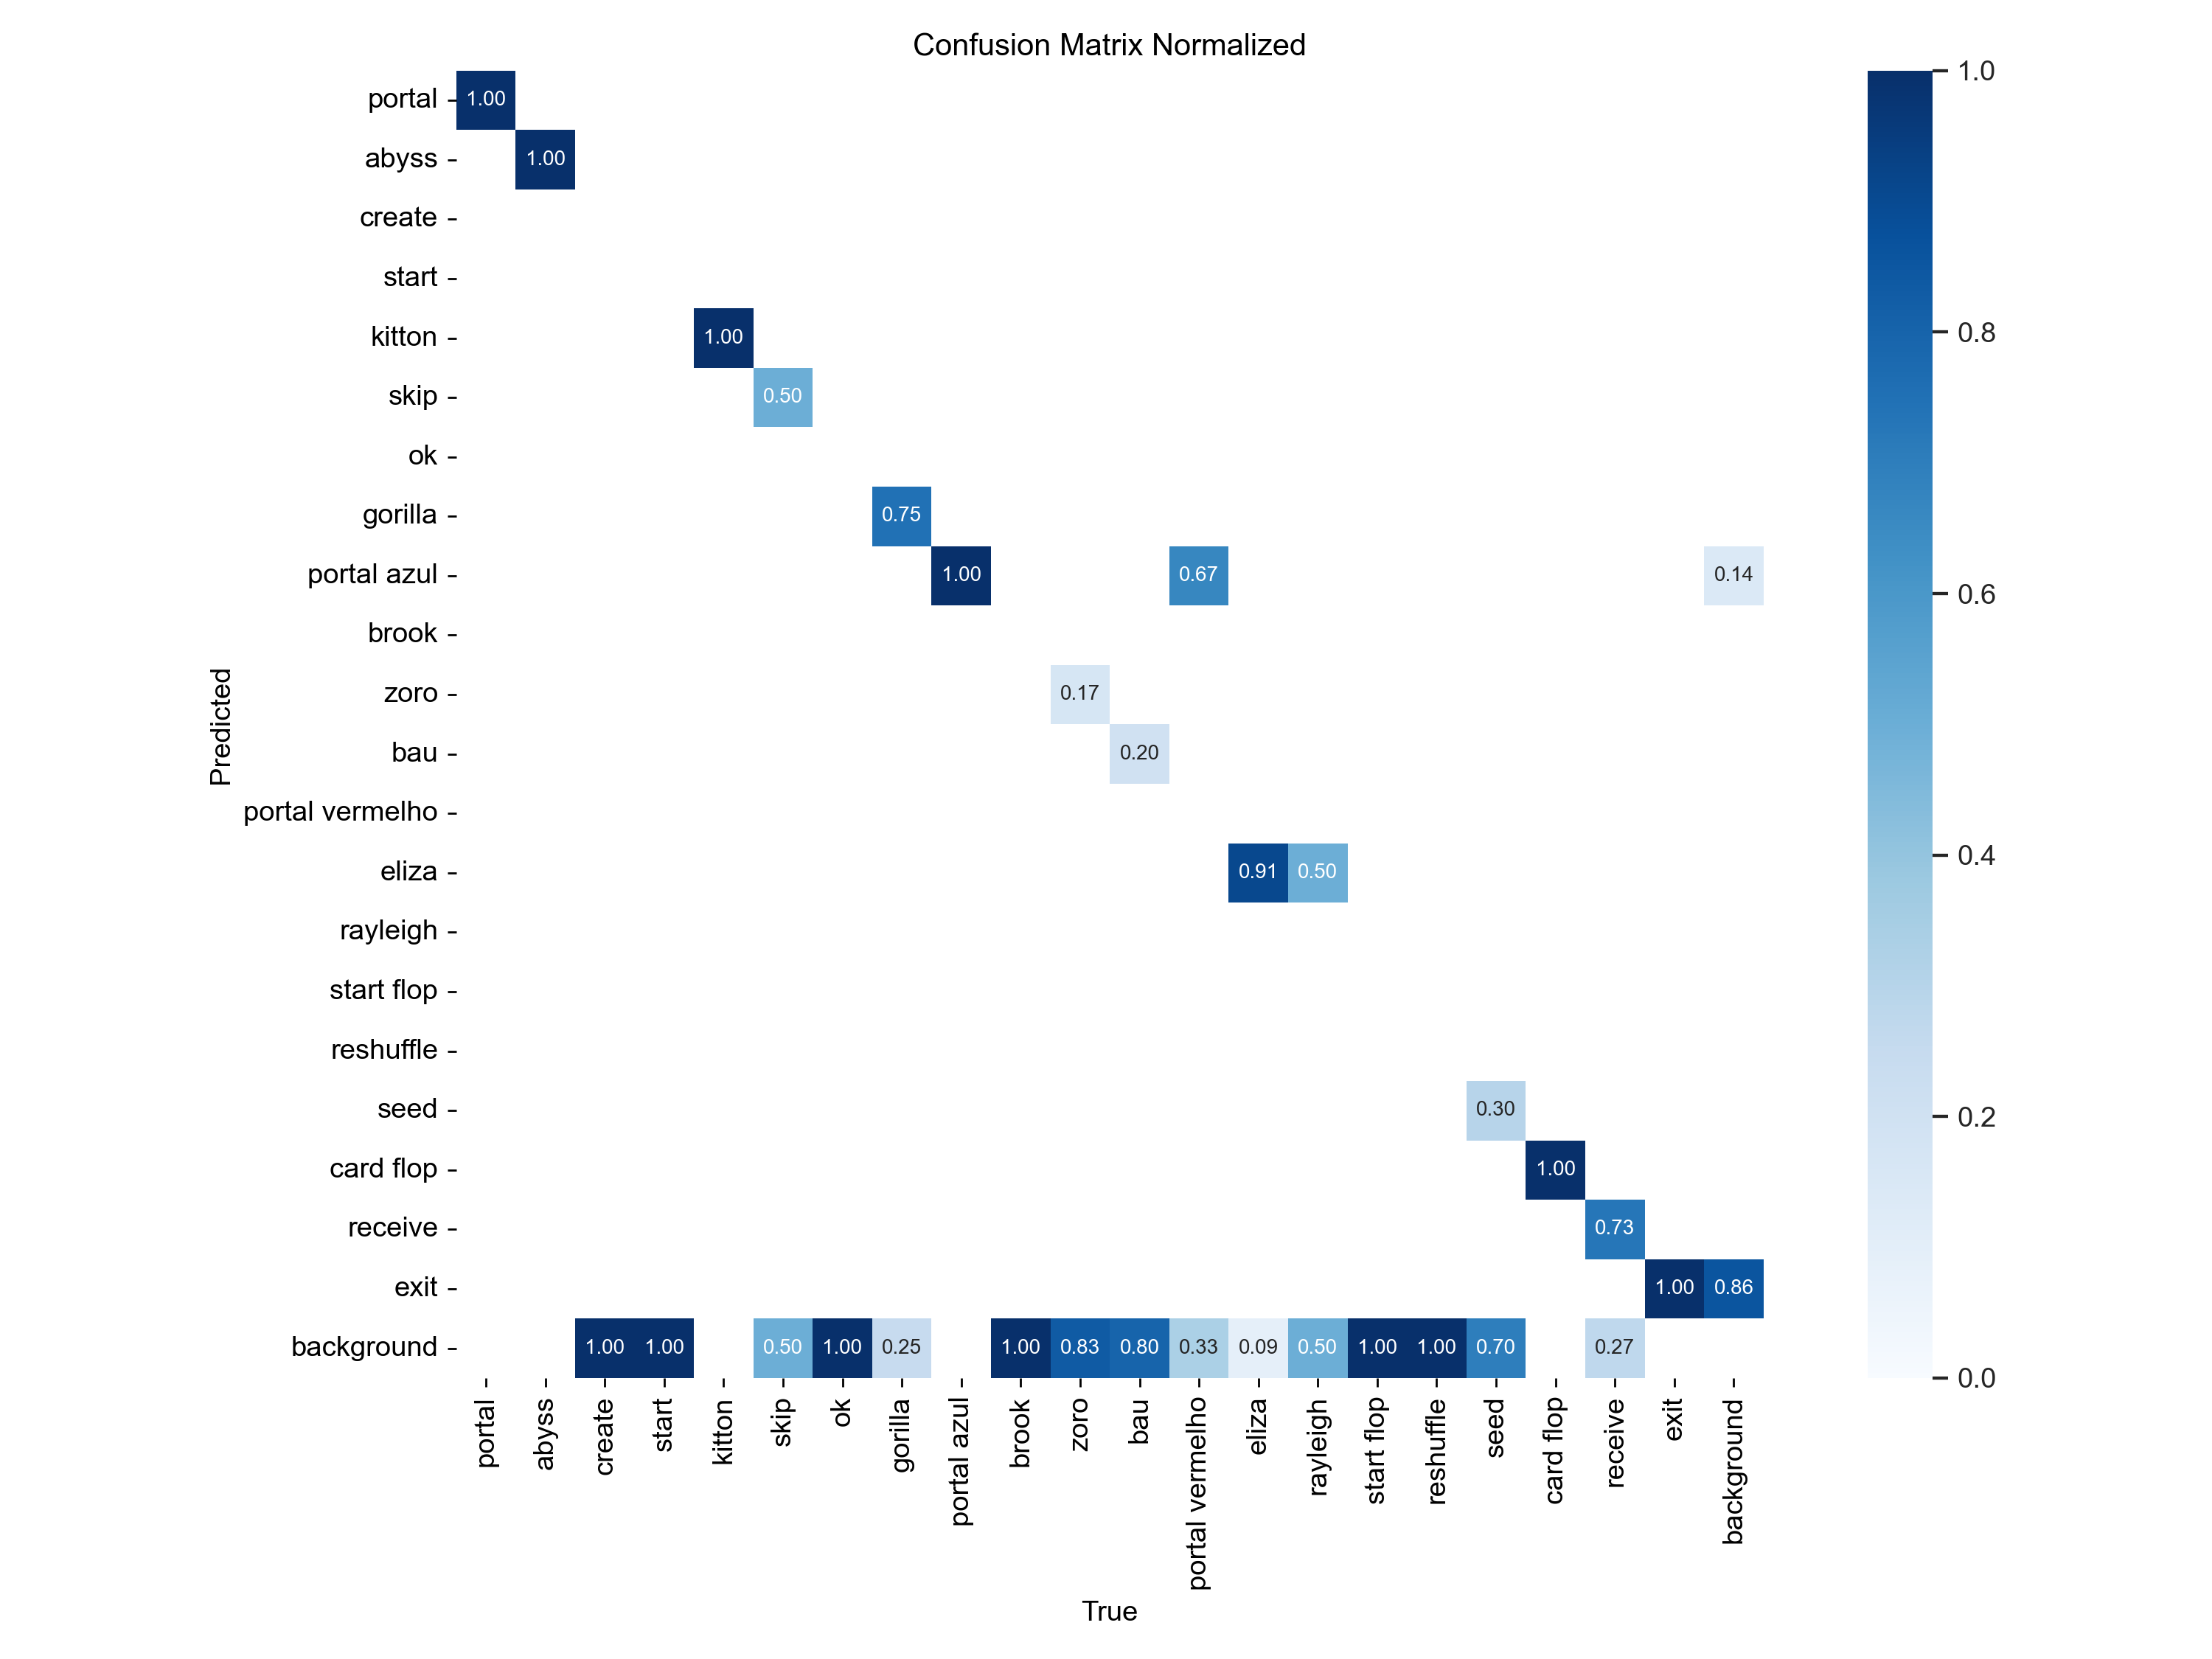 Confusion Matrix Normalized
portal 1.00
abyss 1.00
create
start
kitton 1.00
skip 0.50
ok
gorilla 0.75
portal azul 1.00 0.67 0.14
brook
zoro 0.17
bau 0.20
portal vermelho
eliza 0.91 0.50
rayleigh
start flop
reshuffle
seed 0.30
card flop 1.00
receive 0.73
exit 1.00 0.86
background 1.00 1.00 0.50 1.00 0.25 1.00 0.83 0.80 0.33 0.09 0.50 1.00 1.00 0.70 0.27
Predicted
portal
abyss
create
start
kitton
skip
ok
gorilla
portal azul
brook
zoro
bau
portal vermelho
eliza
rayleigh
start flop
reshuffle
seed
card flop
receive
exit
background
True
1.0
0.8
0.6
0.4
0.2
0.0